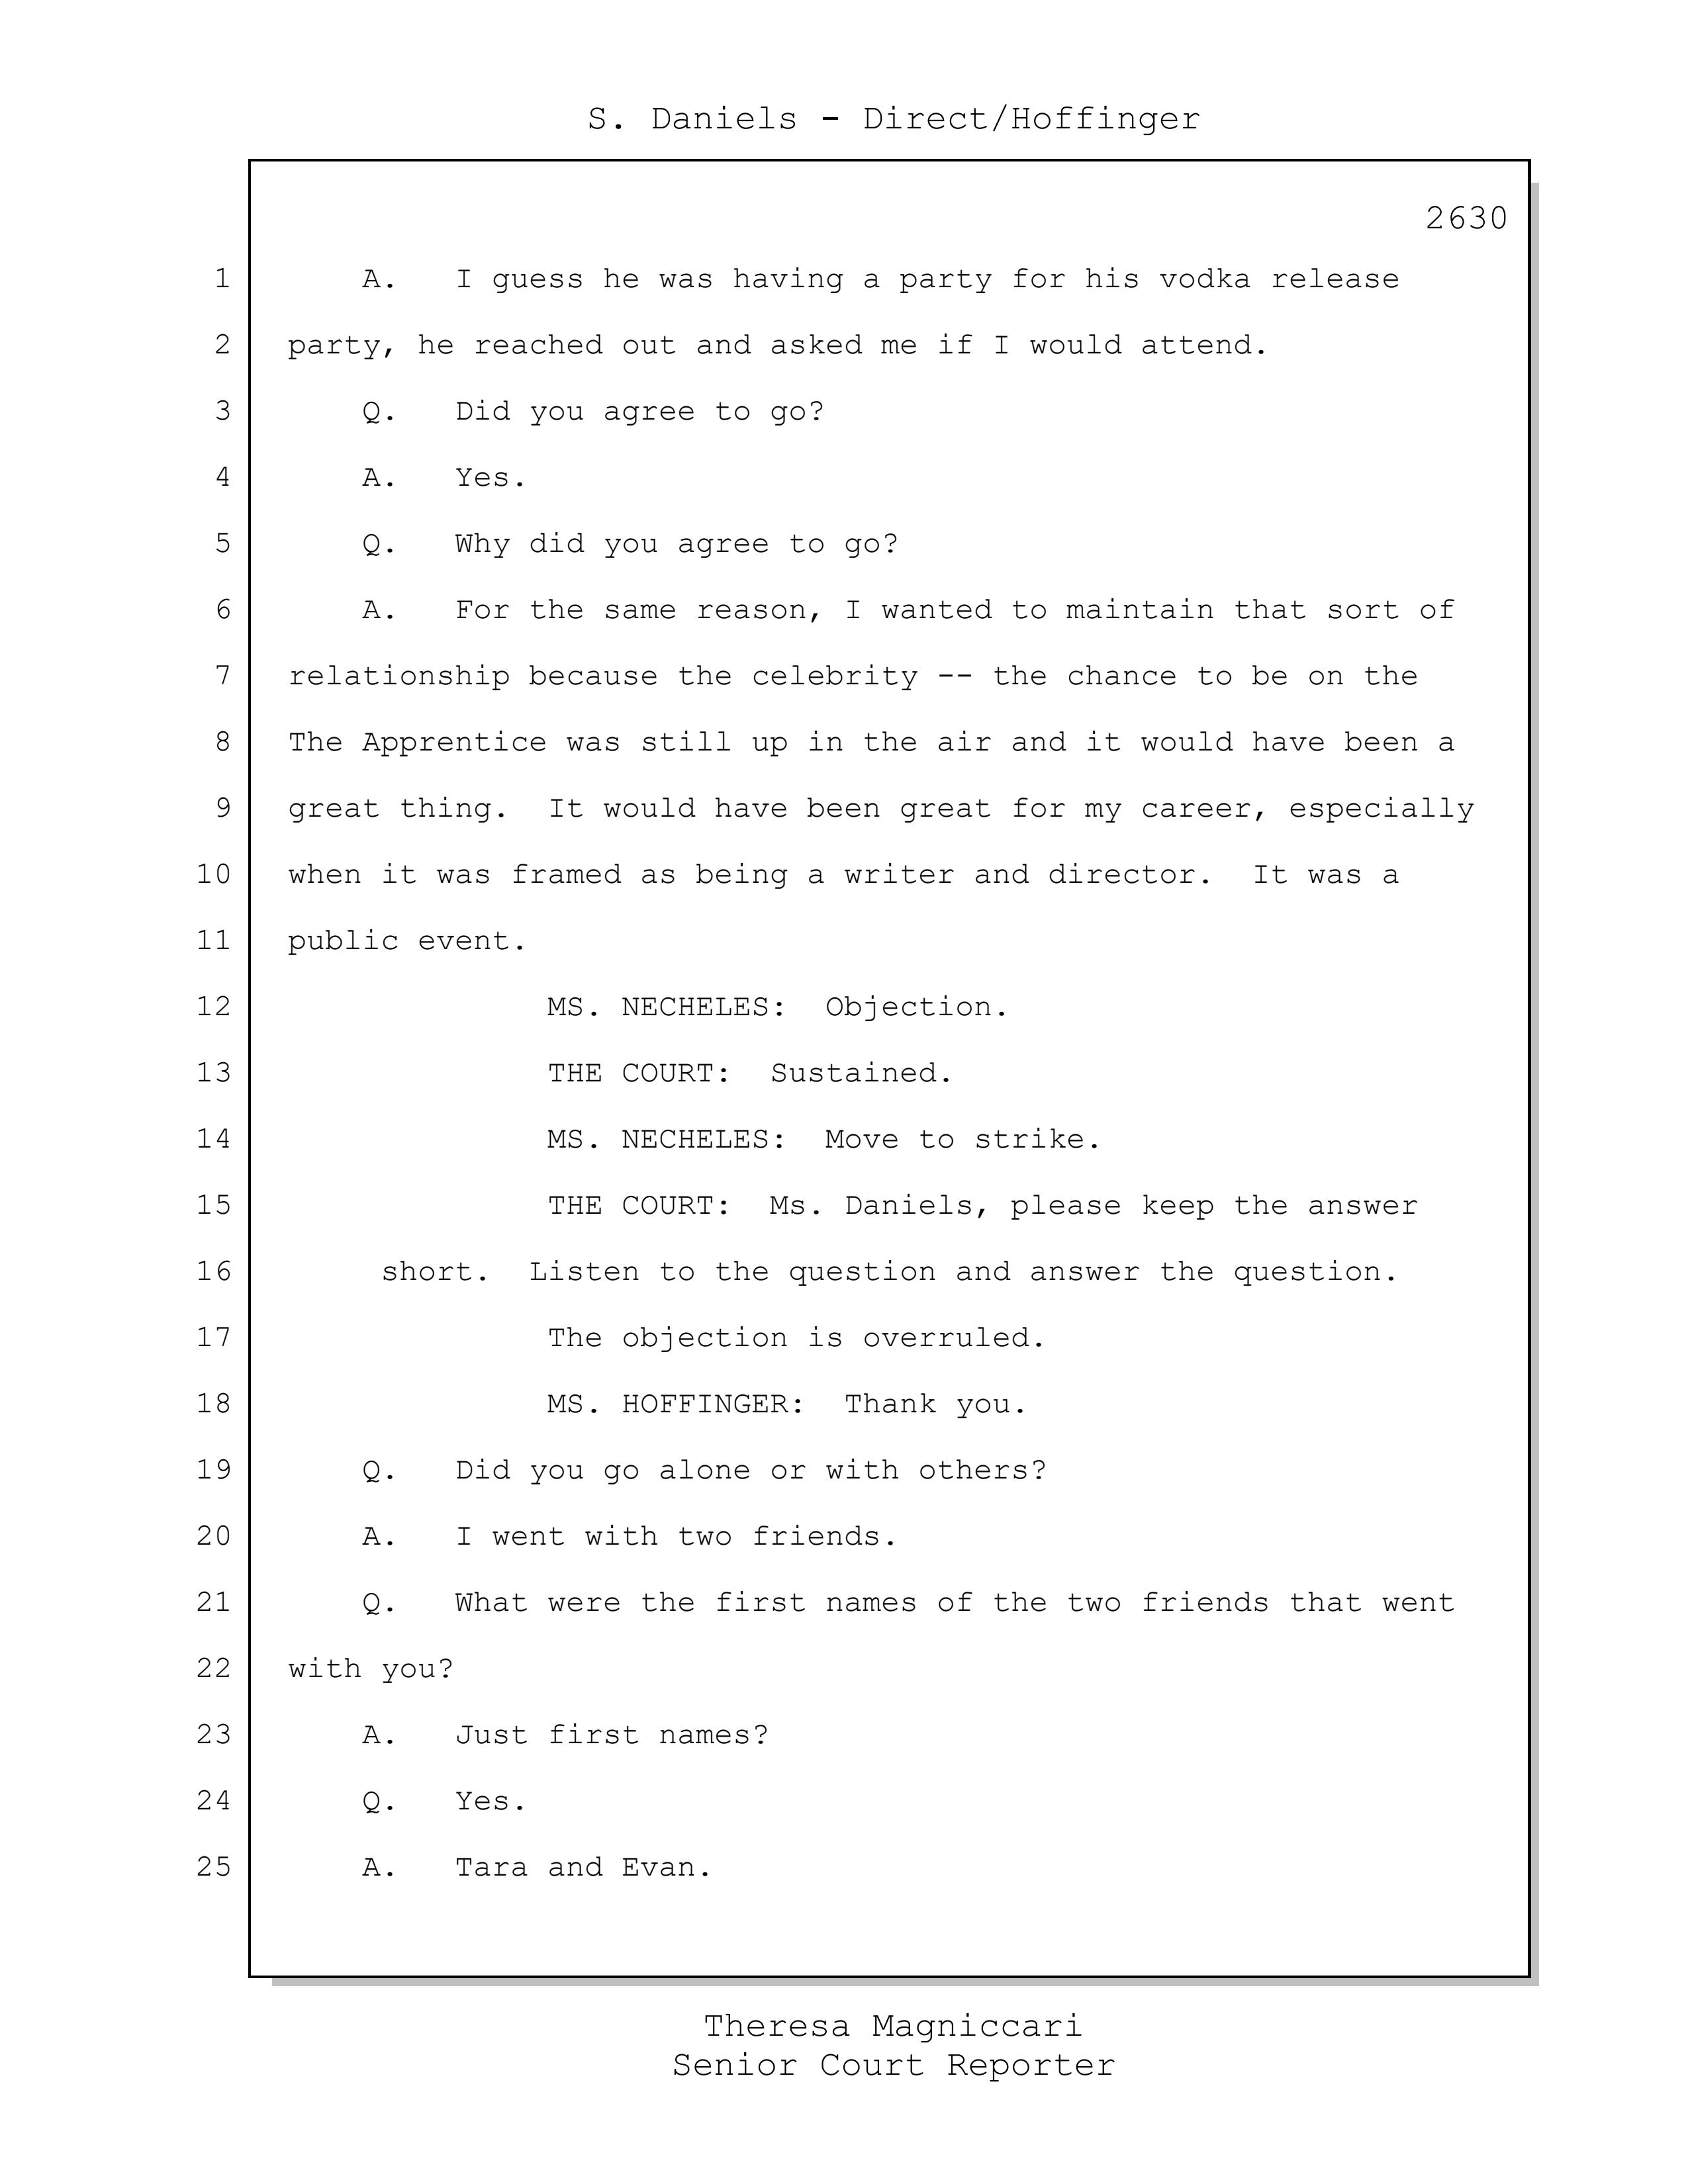 S. Daniels - Direct/Hoffinger
2630
1 A. I guess he was having a party for his vodka release
2 party, he reached out and asked me if I would attend.
3 Q. Did you agree to go?
4 A. Yes.
5 Q. Why did you agree to go?
6 A. For the same reason, I wanted to maintain that sort of
7 relationship because the celebrity -- the chance to be on the
8 The Apprentice was still up in the air and it would have been a
9 great thing. It would have been great for my career, especially
10 when it was framed as being a writer and director. It was a
11 public event.
12 MS. NECHELES: Objection.
13 THE COURT: Sustained.
14 MS. NECHELES: Move to strike.
15 THE COURT: Ms. Daniels, please keep the answer
16 short. Listen to the question and answer the question.
17 The objection is overruled.
18 MS. HOFFINGER: Thank you.
19 Q. Did you go alone or with others?
20 A. I went with two friends.
21 Q. What were the first names of the two friends that went
22 with you?
23 A. Just first names?
24 Q. Yes.
25 A. Tara and Evan.
Theresa Magniccari
Senior Court Reporter